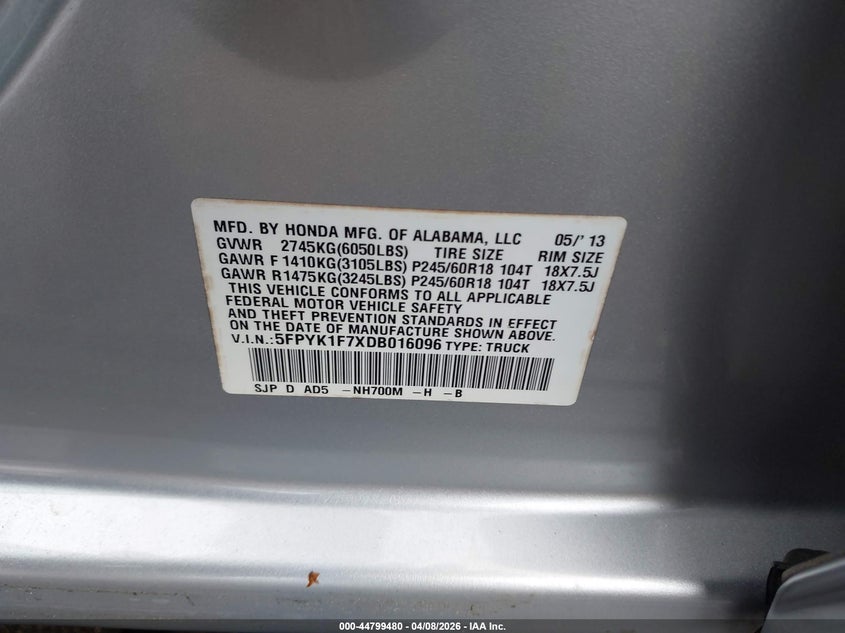 MFD. BY HONDA MFG. OF ALABAMA, LLC 05/' 13
GVWR 2745KG(6050LBS) TIRE SIZE RIM SIZE
GAWR F 1410KG(3105LBS) P245/60R18 104T 18X7.5J
GAWR R1475KG(3245LBS) P245/60R18 104T 18X7.5J
THIS VEHICLE CONFORMS TO ALL APPLICABLE
FEDERAL MOTOR VEHICLE SAFETY
AND THEFT PREVENTION STANDARDS IN EFFECT
ON THE DATE OF MANUFACTURE SHOWN ABOVE.
V.I.N.:5FPYK1F7XDB016096 TYPE: TRUCK
SJP D AD5 -NH700M -H -B
000-44799480 - 04/08/2026 - IAA Inc.